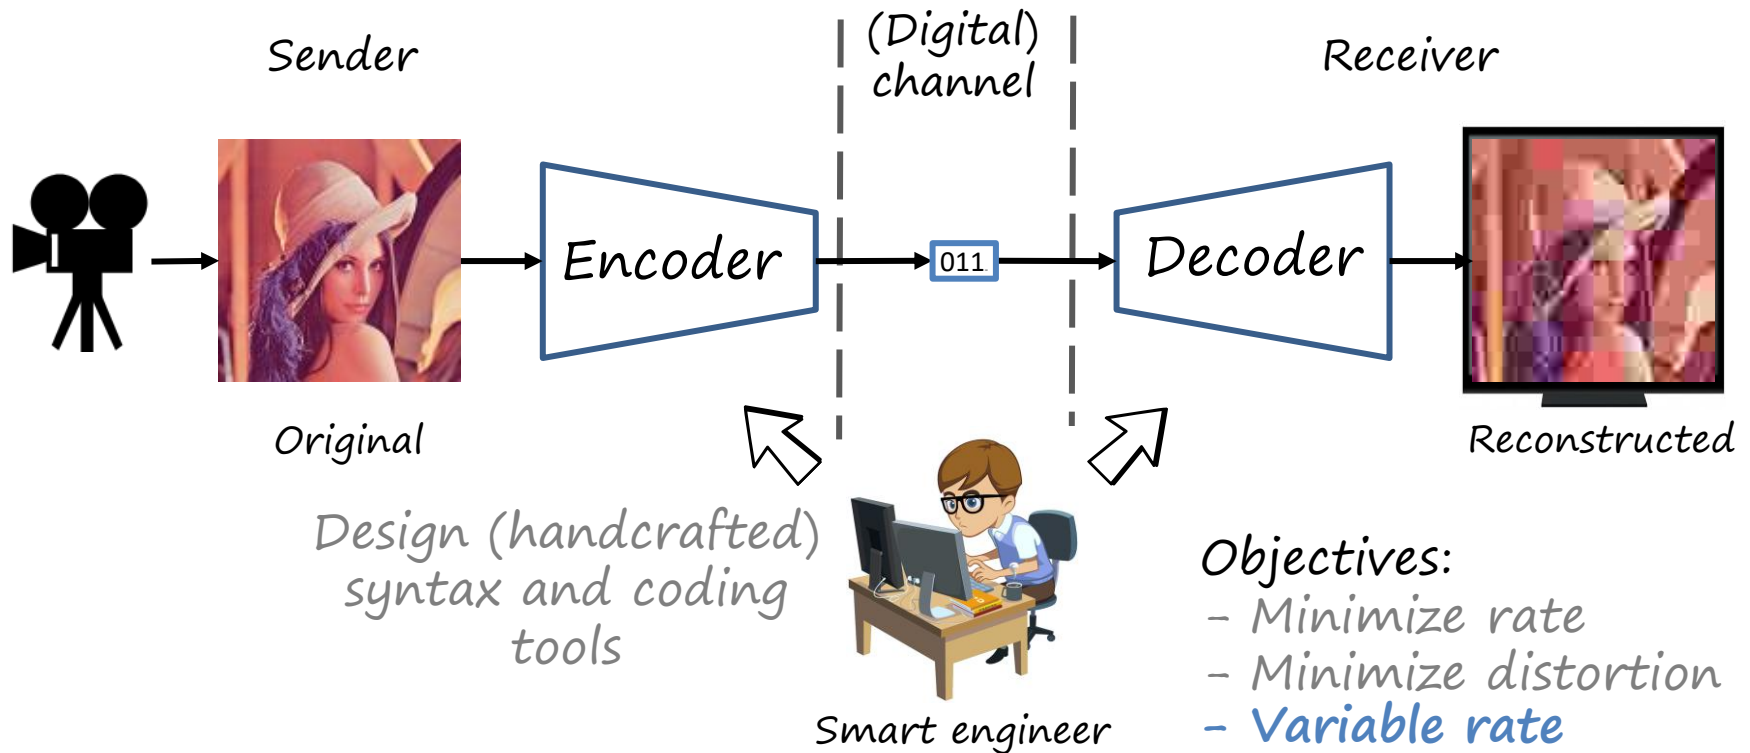 Sender
(Digital)
channel
Receiver
Encoder
011
Decoder
Original
Reconstructed
Design (handcrafted)
syntax and coding
tools
Smart engineer
Objectives:
- Minimize rate
- Minimize distortion
- Variable rate